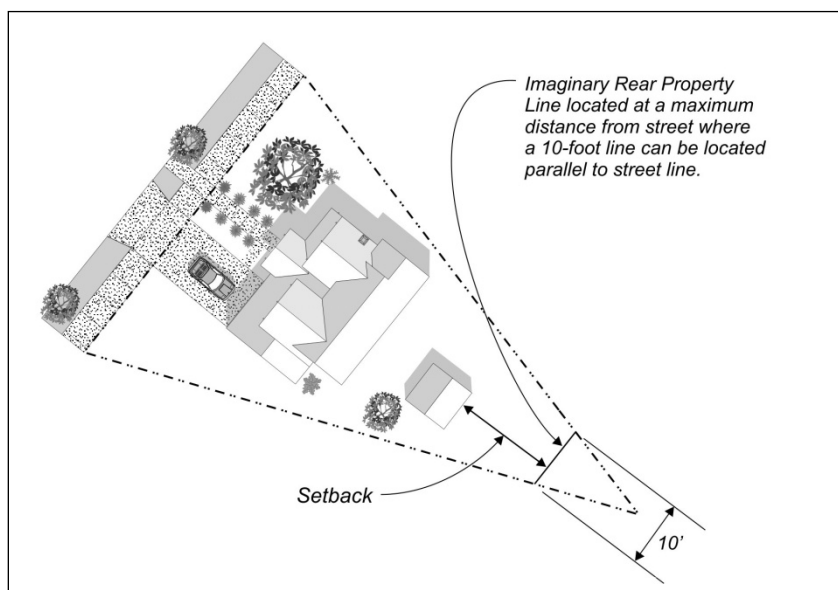 Imaginary Rear Property
Line located at a maximum
distance from street where
a 10-foot line can be located
parallel to street line.
Setback
10’